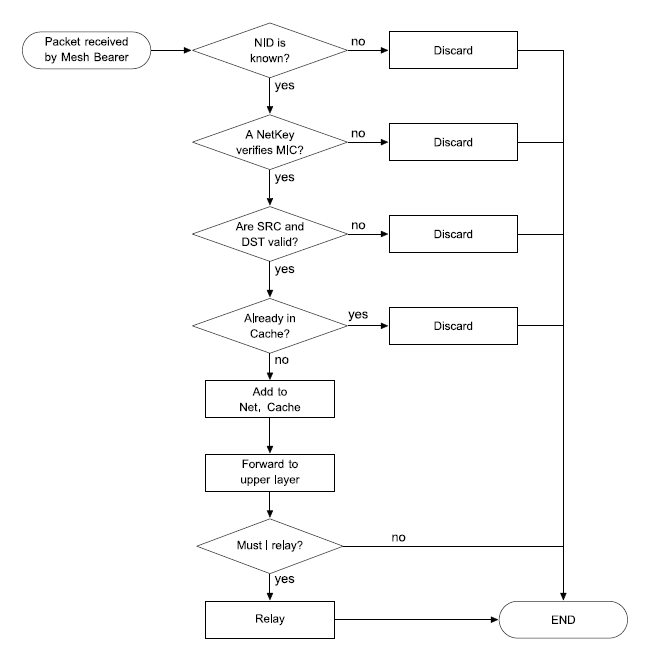 Packet received
by Mesh Bearer
NID is
known?
no
Discard
yes
A NetKey
verifies MIC?
no
Discard
yes
Are SRC and
DST valid?
no
Discard
yes
Already in
Cache?
yes
Discard
no
Add to
Net, Cache
Forward to
upper layer
Must I relay?
no
yes
Relay
END